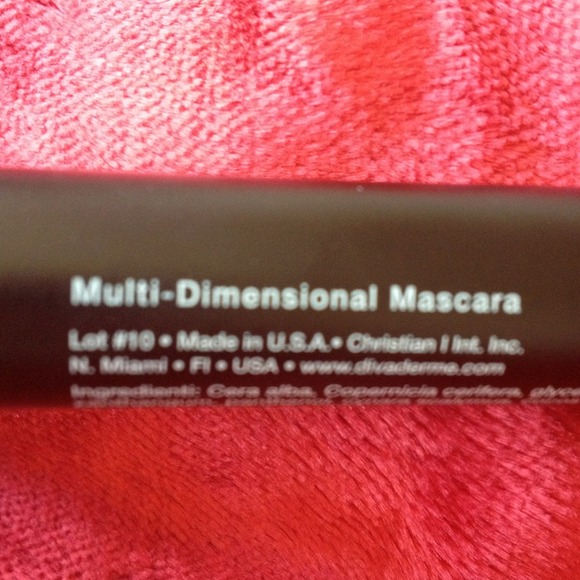 Multi-Dimensional Mascara
Lot #10 • Made in U.S.A. • Christian I Int. Inc.
N. Miami • Fl • USA • www.divaderme.com
Ingredienti: Cera alba, Copernicia cerifera,